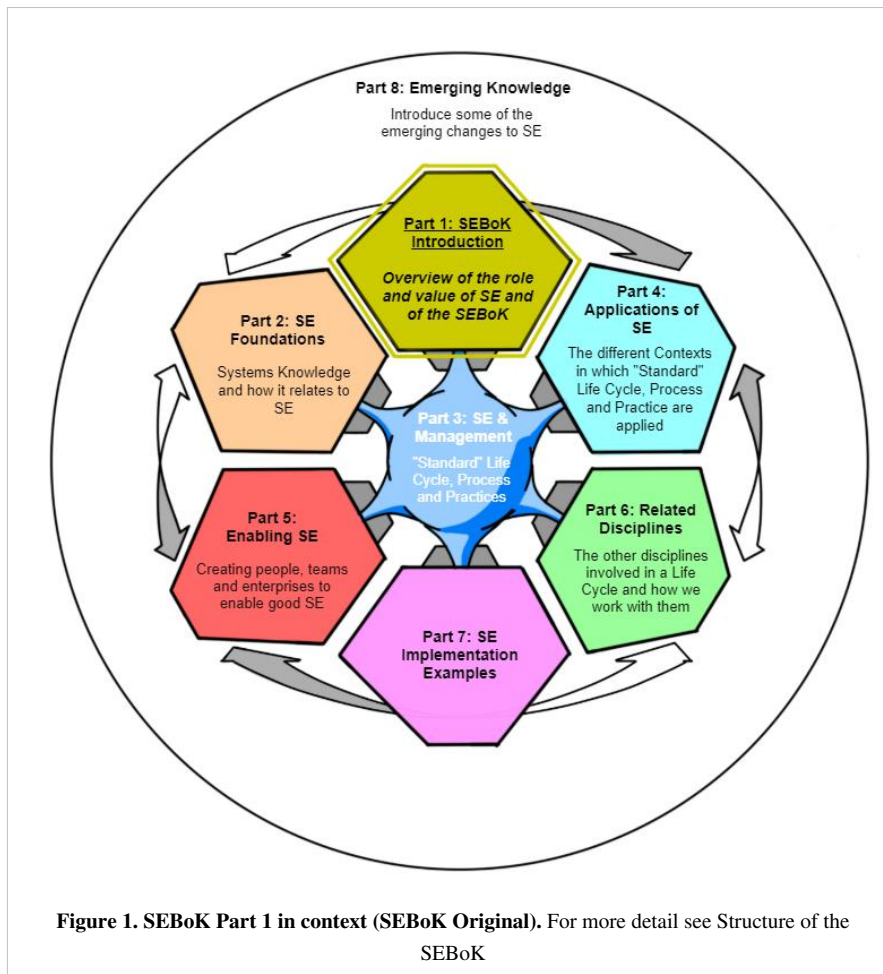 Part 8: Emerging Knowledge
Introduce some of the
emerging changes to SE
Part 1: SEBoK
Introduction
Overview of the role
and value of SE and
of the SEBoK
Part 2: SE
Foundations
Systems Knowledge
and how it relates to
SE
Part 4:
Applications of
SE
The different Contexts
in which "Standard"
Life Cycle, Process
and Practice are
applied
Part 3: SE &
Management
"Standard" Life
Cycle, Process
and Practices
Part 5:
Enabling SE
Creating people, teams
and enterprises to
enable good SE
Part 6: Related
Disciplines
The other disciplines
involved in a Life
Cycle and how we
work with them
Part 7: SE
Implementation
Examples
Figure 1. SEBoK Part 1 in context (SEBoK Original). For more detail see Structure of the
SEBoK